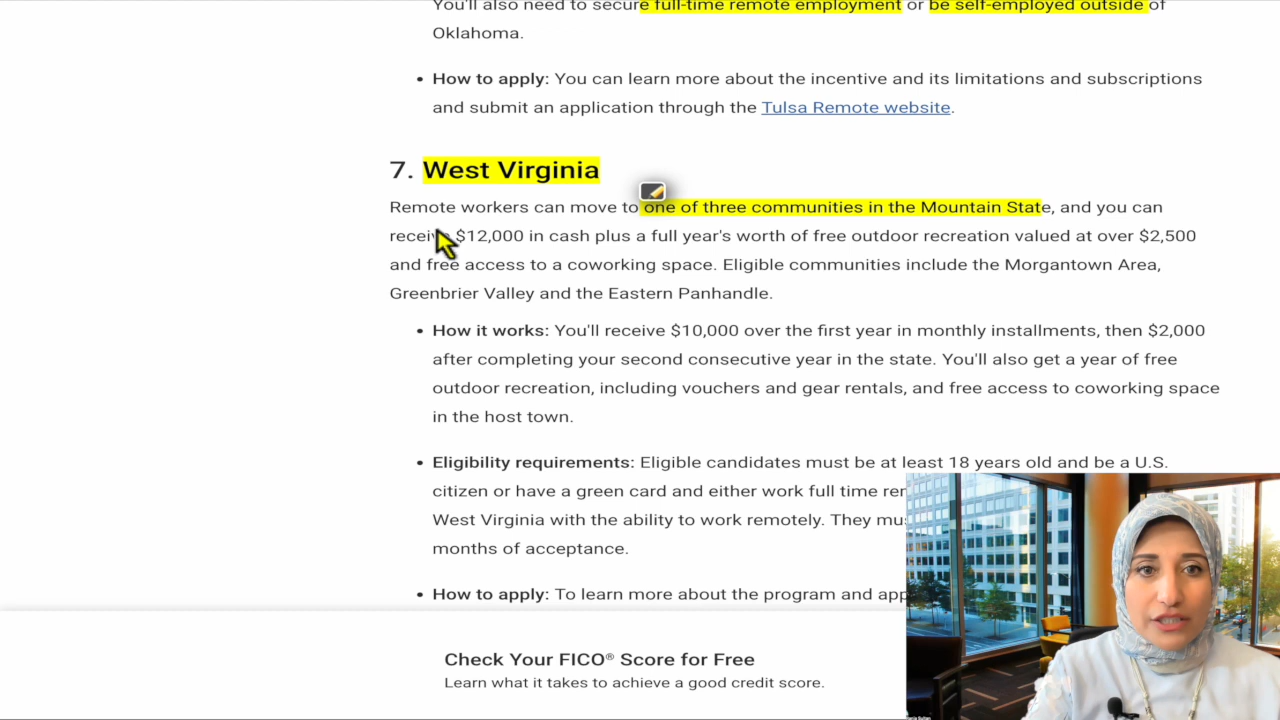 You'll also need to secure full-time remote employment or be self-employed outside of
Oklahoma.
• How to apply: You can learn more about the incentive and its limitations and subscriptions
and submit an application through the Tulsa Remote website.
7. West Virginia
Remote workers can move to one of three communities in the Mountain State, and you can
receive $12,000 in cash plus a full year's worth of free outdoor recreation valued at over $2,500
and free access to a coworking space. Eligible communities include the Morgantown Area,
Greenbrier Valley and the Eastern Panhandle.
• How it works: You'll receive $10,000 over the first year in monthly installments, then $2,000
after completing your second consecutive year in the state. You'll also get a year of free
outdoor recreation, including vouchers and gear rentals, and free access to coworking space
in the host town.
• Eligibility requirements: Eligible candidates must be at least 18 years old and be a U.S.
citizen or have a green card and either work full time
West Virginia with the ability to work remotely. They
months of acceptance.
• How to apply: To learn more about the program and
Check Your FICO® Score for Free
Learn what it takes to achieve a good credit score.